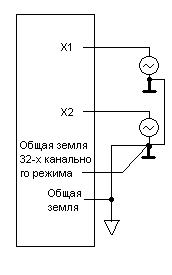 X1
X2
Общая земля
32-х канально
го режима
Общая
земля